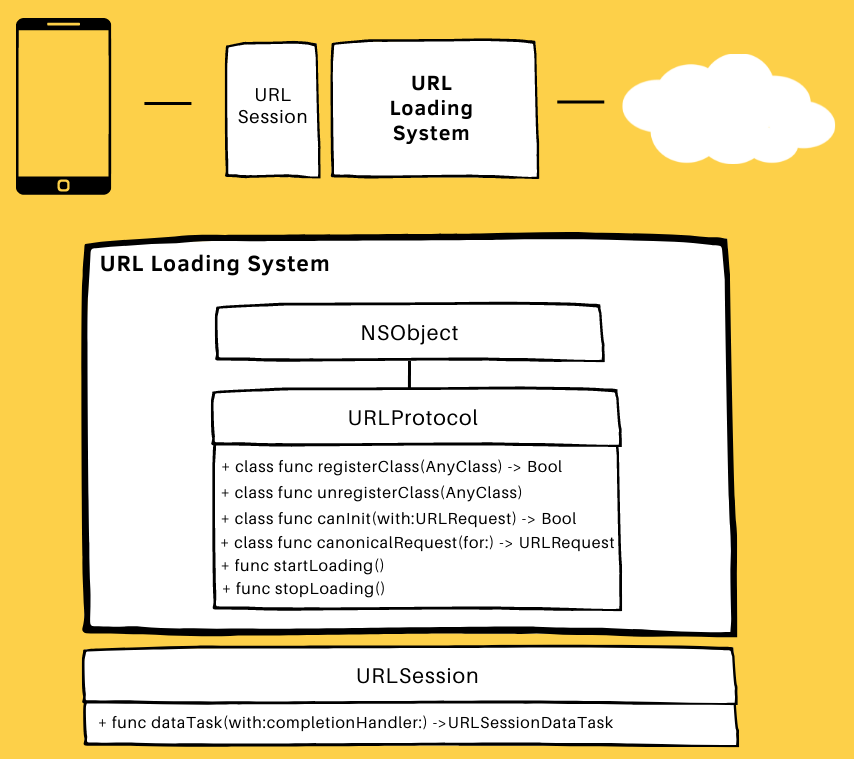 URL
Session
URL
Loading
System
URL Loading System
NSObject
URLProtocol
+ class func registerClass(AnyClass) -> Bool
+ class func unregisterClass(AnyClass)
+ class func canInit(with:URLRequest) -> Bool
+ class func canonicalRequest(for:) -> URLRequest
+ func startLoading()
+ func stopLoading()
URLSession
+ func dataTask(with:completionHandler:) ->URLSessionDataTask